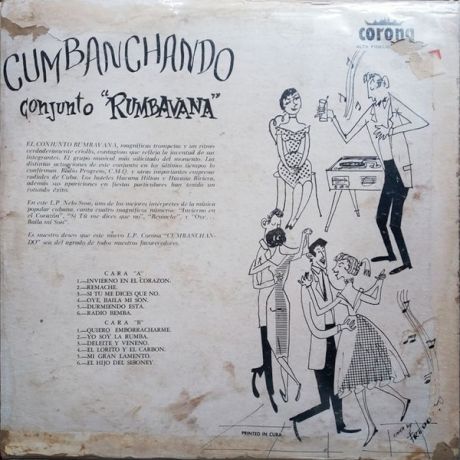 corona
ALTA FIDELIDAD
CUMBANCHANDO
conjunto "RUMBAVANA"
EL CONJUNTO RUMBAVANA, magníficas trompetas y un ritmo
verdaderamente criollo, contagioso que refleja la juventud de sus
integrantes. El grupo musical más solicitado del momento. Las
distintas actuaciones de este conjunto en los últimos tiempos lo
confirman. Radio Progreso, C.M.Q. y otras importantes empresas
radiales de Cuba. Los hoteles Havana Hilton y Havana Riviera,
además sus apariciones en fiestas particulares han tenido un
rotundo éxito.
En este L.P. Nelo Sosa, uno de los mejores intérpretes de la música
popular cubana, canta cuatro magníficos números: "Invierno en
el Corazón", "Si Tú me dices que no", "Remache" y "Oye,
Baila mi Son".
Es nuestro deseo que este nuevo L.P. Corona "CUMBANCHAN-
DO" sea del agrado de todos nuestros favorecedores.
CARA "A"
1.—INVIERNO EN EL CORAZON.
2.—REMACHE.
3.—SI TU ME DICES QUE NO.
4.—OYE, BAILA MI SON.
5.—DURMIENDO ESTA.
6.—RADIO BEMBA.
CARA "B"
1.—QUIERO EMBORRACHARME.
2.—YO SOY LA RUMBA.
3.—DELEITE Y VENENO.
4.—EL LORITO Y EL CARBON.
5.—MI GRAN LAMENTO.
6.—EL HIJO DEL SIBONEY.
PRINTED IN CUBA